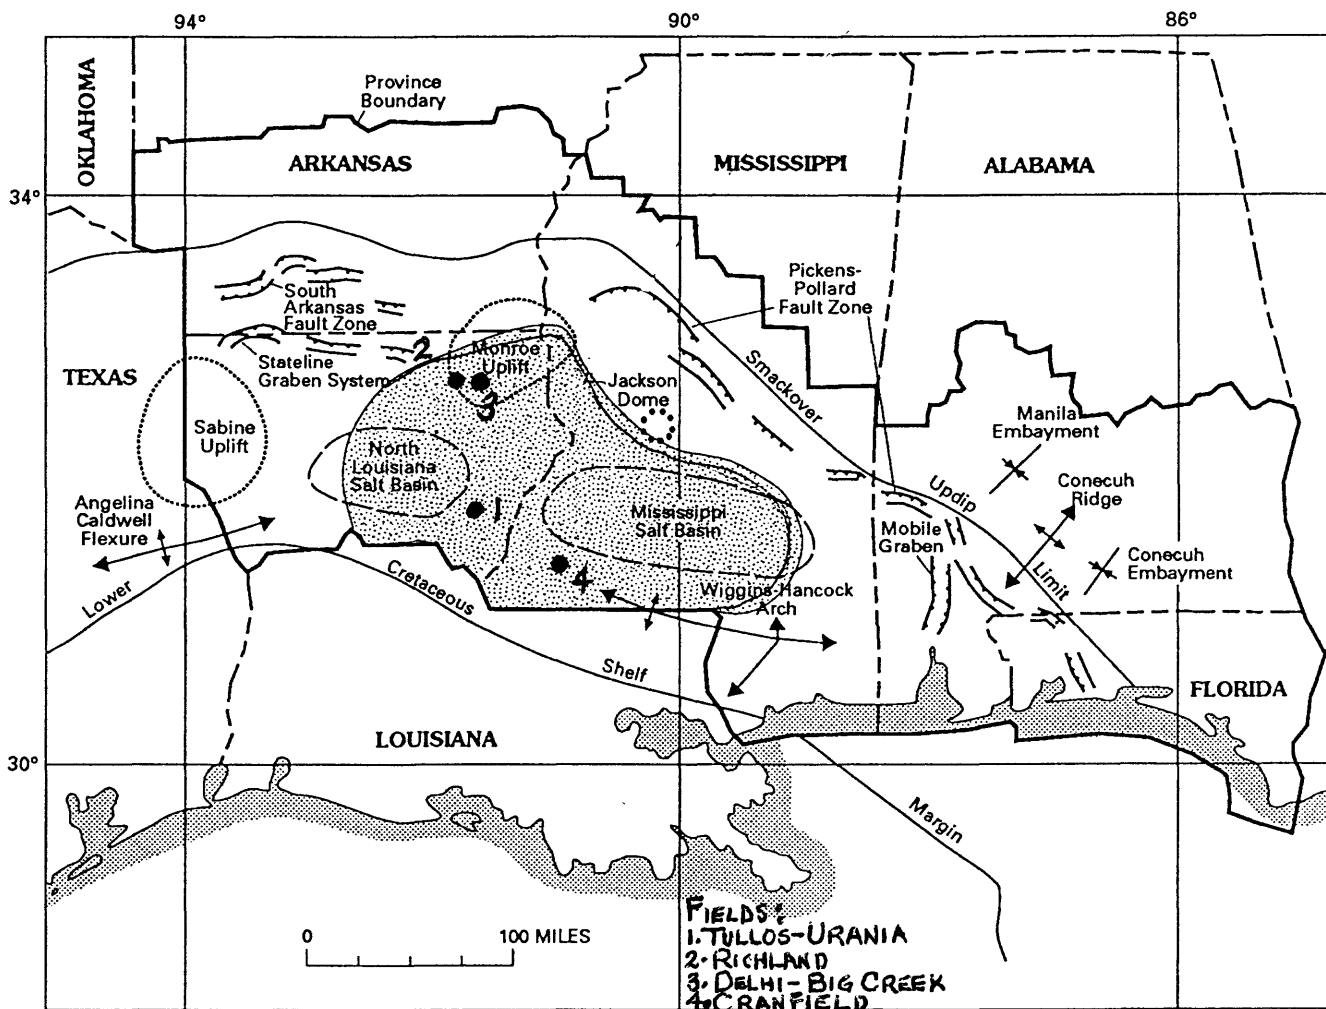 94°
90°
86°
OKLAHOMA
Province
Boundary
ARKANSAS
MISSISSIPPI
ALABAMA
34°
South
Arkansas
Fault Zone
Pickens-
Pollard
Fault Zone
2
Monroe
Uplift
Stateline
Graben System
TEXAS
3
Jackson
Dome
Smackover
Sabine
Uplift
Manila
Embayment
North
Louisiana
Salt Basin
Updip
Conecuh
Ridge
Angelina
Caldwell
Flexure
1
Mississippi
Salt Basin
Mobile
Graben
Conecuh
Embayment
Lower
Cretaceous
4
Wiggins-Hancock
Arch
Limit
Shelf
FLORIDA
LOUISIANA
30°
Margin
0
100 MILES
FIELDS:
1. TULLOS-URANIA
2. RICHLAND
3. DELHI-BIG CREEK
4. CRANFIELD